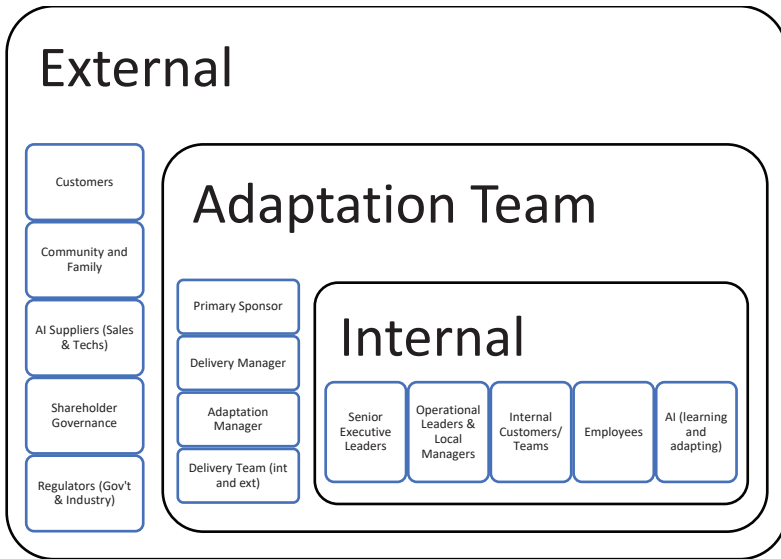 External
Customers
Community and
Family
AI Suppliers (Sales
& Techs)
Shareholder
Governance
Regulators (Gov't
& Industry)
Adaptation Team
Primary Sponsor
Delivery Manager
Adaptation
Manager
Delivery Team (int
and ext)
Internal
Senior
Executive
Leaders
Operational
Leaders &
Local
Managers
Internal
Customers/
Teams
Employees
AI (learning
and
adapting)